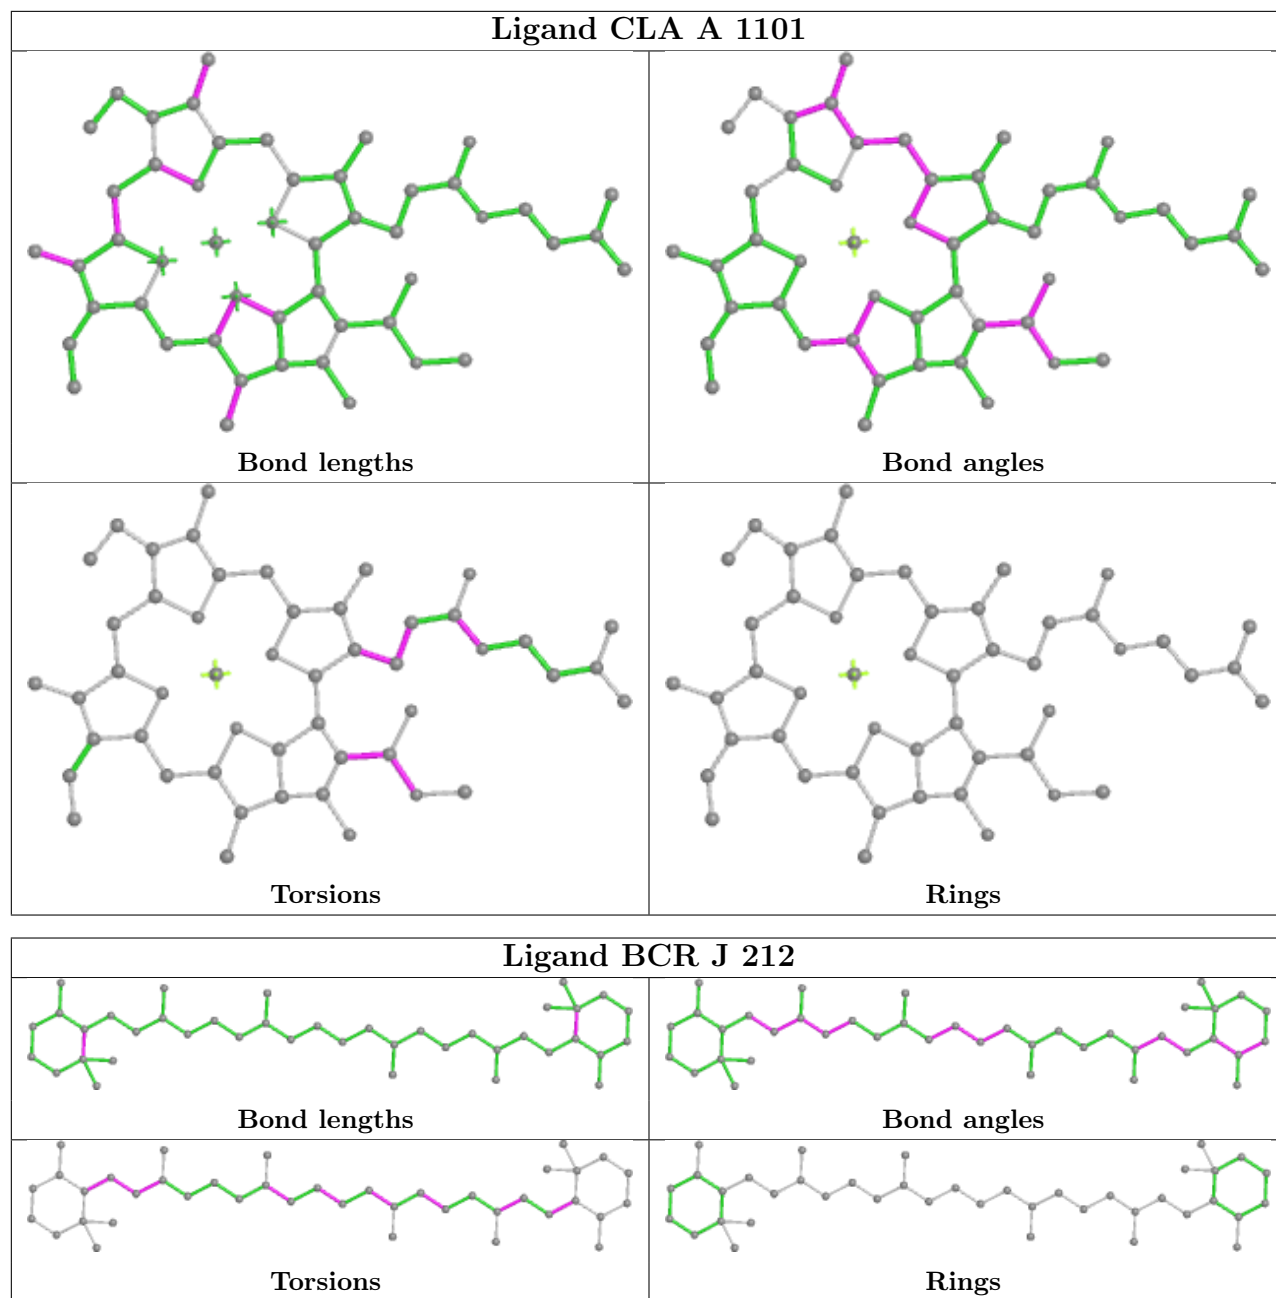 Ligand CLA A 1101
Bond lengths
Bond angles
Torsions
Rings
Ligand BCR J 212
Bond lengths
Bond angles
Torsions
Rings